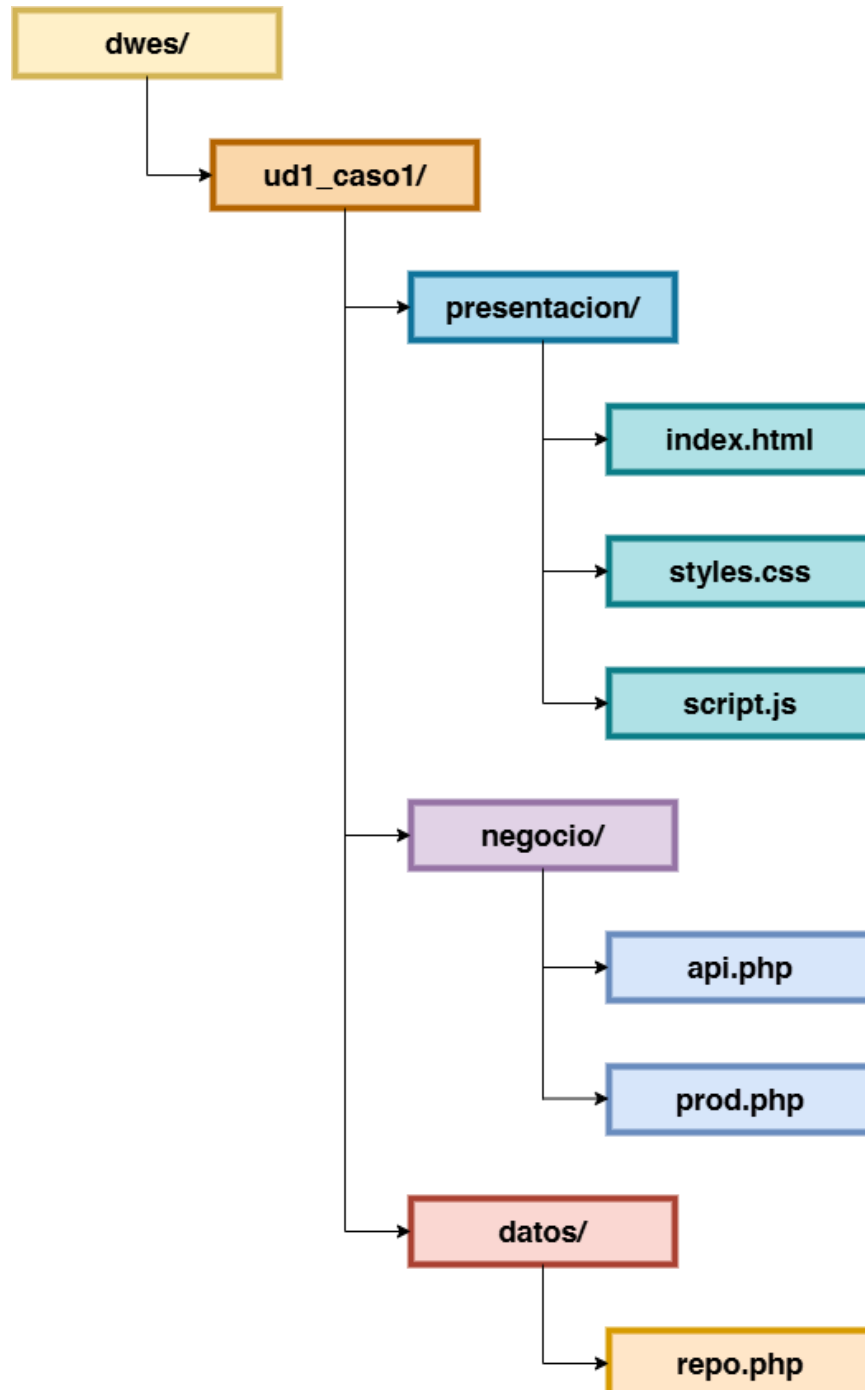 dwes/
ud1_caso1/
presentacion/
index.html
styles.css
script.js
negocio/
api.php
prod.php
datos/
repo.php